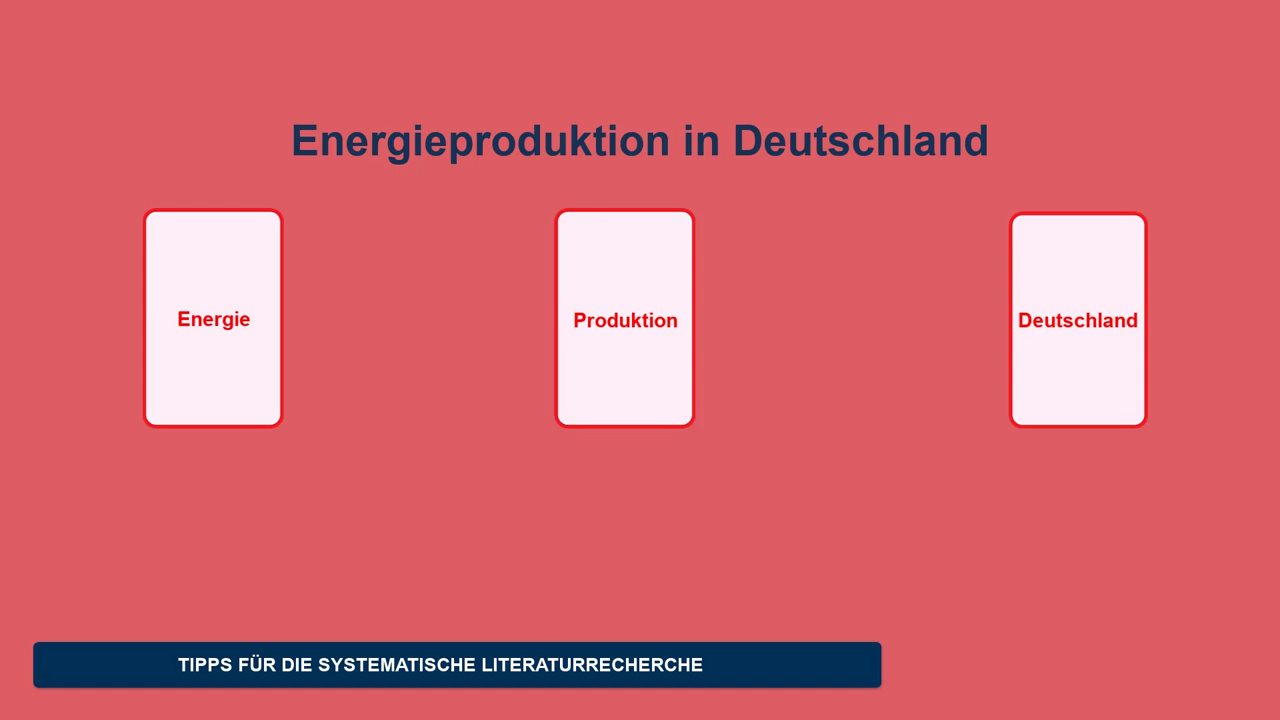 Energieproduktion in Deutschland
Energie
Produktion
Deutschland
TIPPS FÜR DIE SYSTEMATISCHE LITERATURRECHERCHE